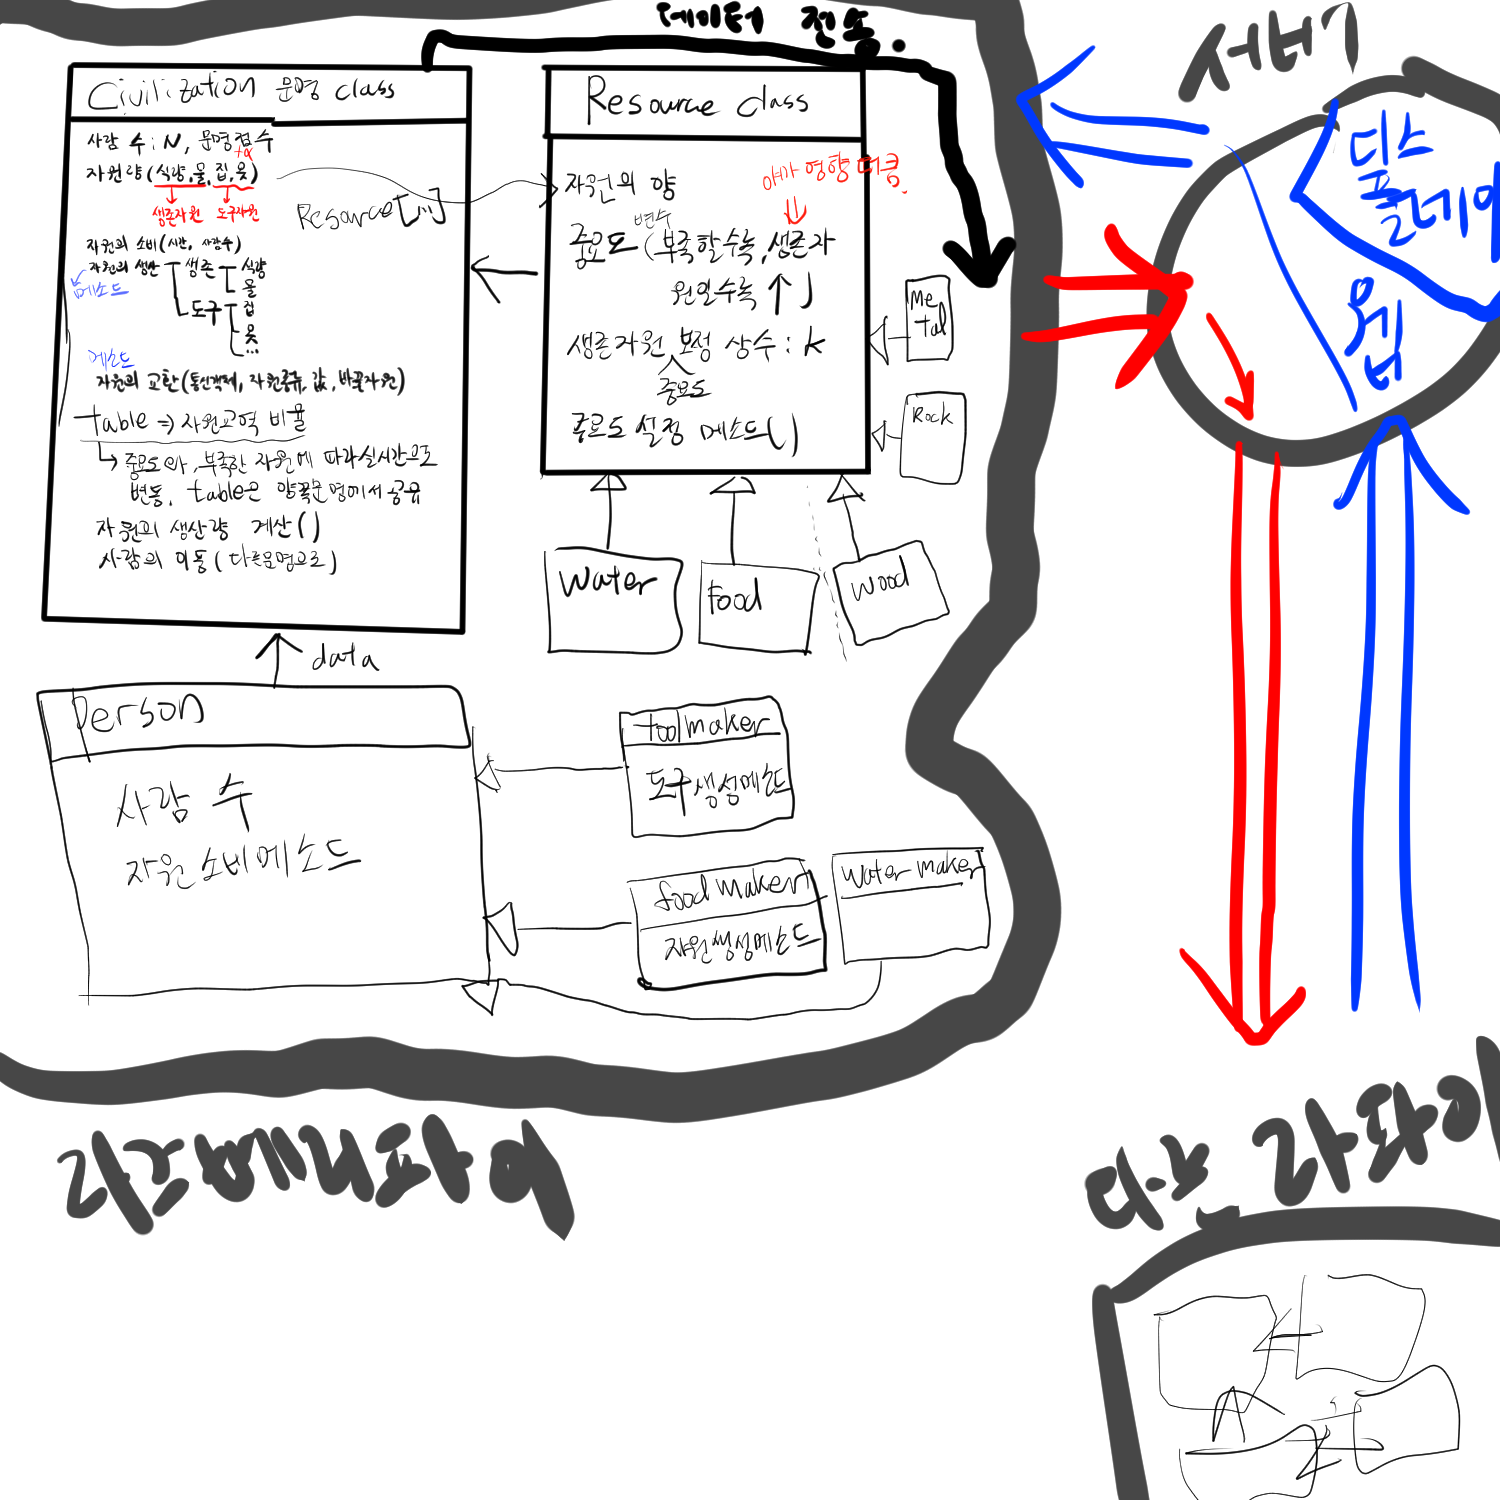 데이터 전송.
서버
Civilization 문명 class
사람 수 : N, 문명점수
+α
자원량(식량,물,집,옷)
생존자원 도구자원
Resource[...]
자원의 소비(시간, 사람수)
자원의 생산 생존 식량
물
메소드
도구 집
옷
...
메소드
자원의 교환(통신객체, 자원종류, 값, 바꿀자원)
table => 자원교역 비율
중요도와, 부족한 자원에 따라 실시간으로
변동, table은 양쪽문명에서 공유
자원의 생산량 계산()
사람의 이동(다른문명으로)
Resource class
자원의 양
여가 영향 더큼.
변수
중요도(부족할수록, 생존자
원일수록 ↑)
생존자원 보정 상수 : k
중요도
중요도 설정 메소드()
Metal
Rock
Water
Food
Wood
data
Person
사람 수
자원소비메소드
toolmaker
도구생성메소드
foodmaker
자원생성메소드
Watermaker
디스플레이
웹
라즈베리파이
다른 라파이